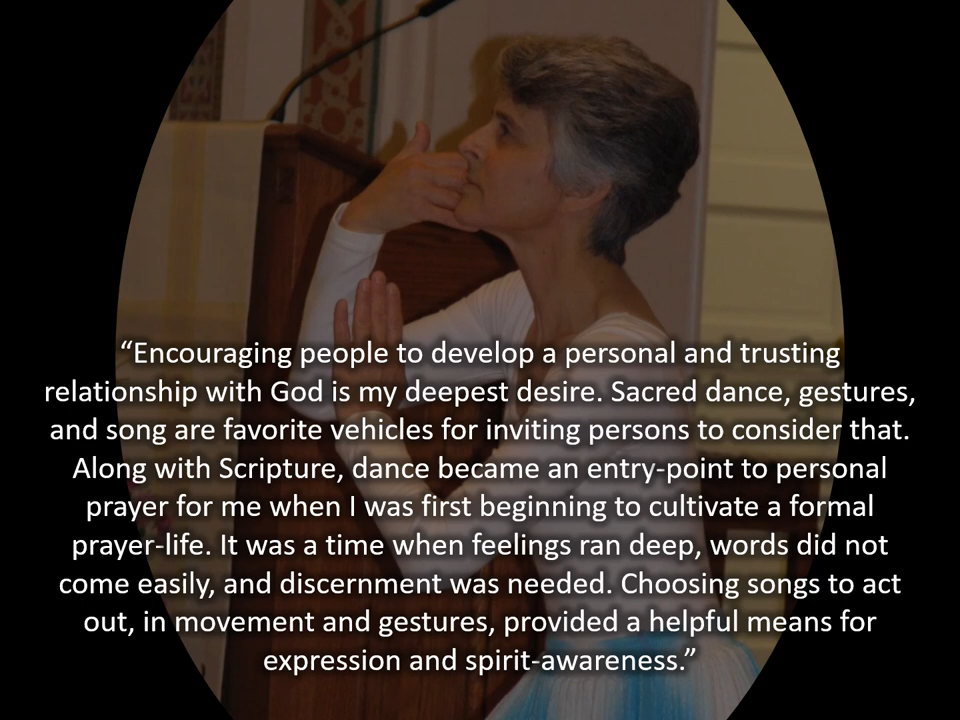 “Encouraging people to develop a personal and trusting
relationship with God is my deepest desire. Sacred dance, gestures,
and song are favorite vehicles for inviting persons to consider that.
Along with Scripture, dance became an entry-point to personal
prayer for me when I was first beginning to cultivate a formal
prayer-life. It was a time when feelings ran deep, words did not
come easily, and discernment was needed. Choosing songs to act
out, in movement and gestures, provided a helpful means for
expression and spirit-awareness.”